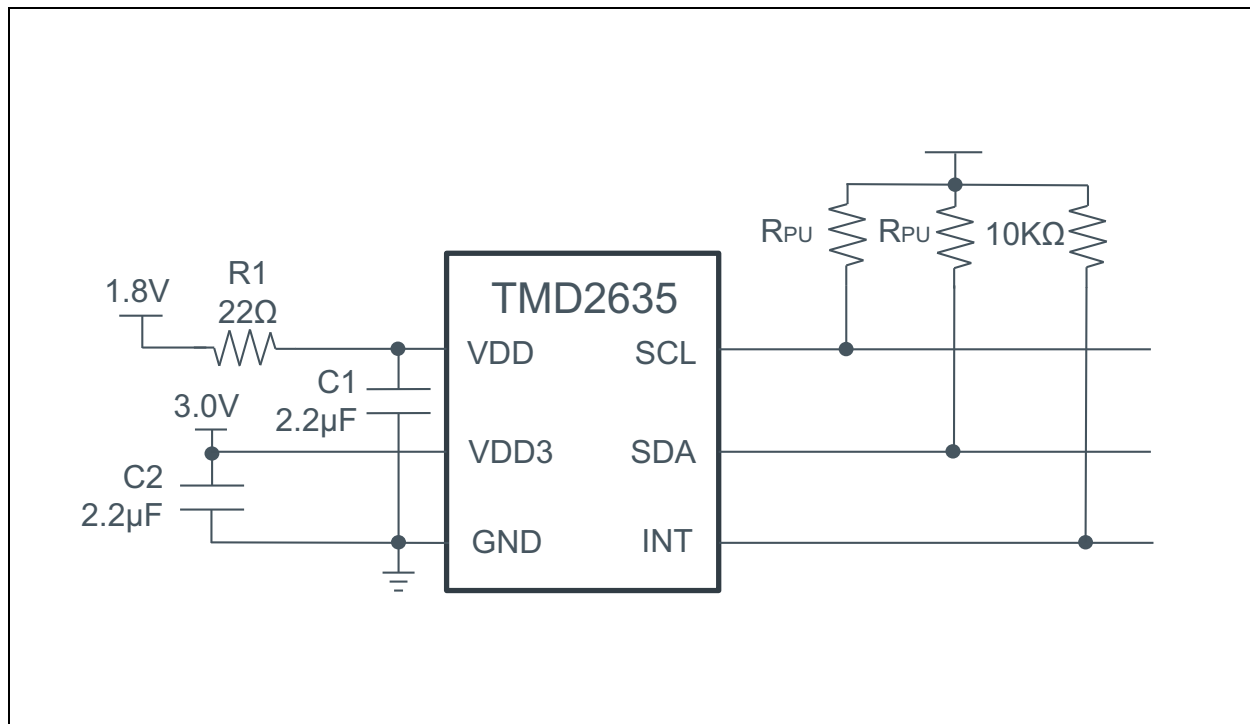 TMD2635
1.8V
R1
22Ω
VDD
SCL
C1
2.2µF
3.0V
VDD3
SDA
C2
2.2µF
GND
INT
RPU
RPU
10KΩ